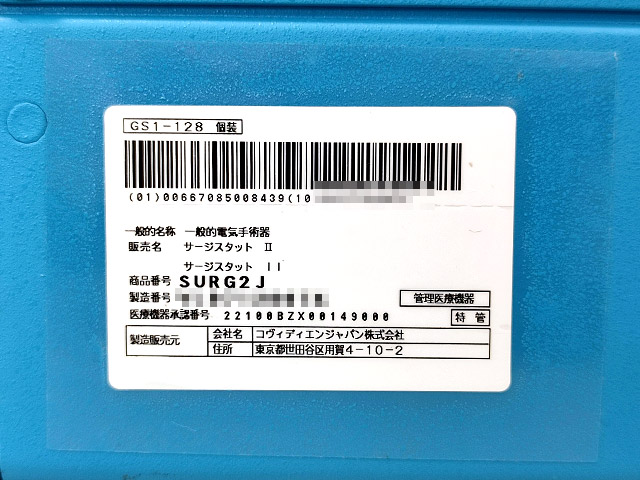 GS1-128 個装
(01)00667085008439(10
一般的名称 一般的電気手術器
販売名 サージスタット Ⅱ
サージスタット II
商品番号 SURG2J
製造番号
管理医療機器
医療機器承認番号 22100BZX00149000
特管
製造販売元 会社名 コヴィディエンジャパン株式会社
住所 東京都世田谷区用賀4-10-2